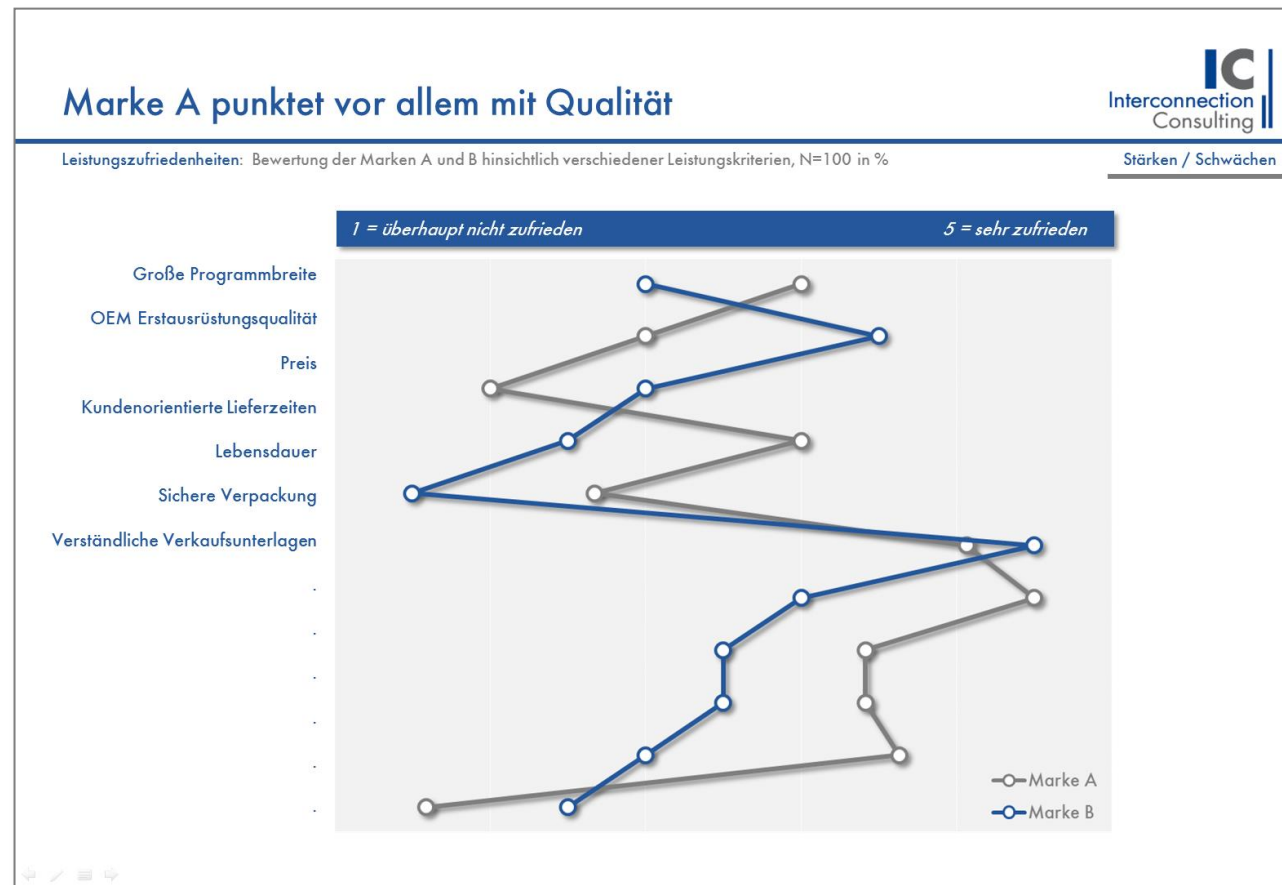 IC
Interconnection
Consulting
Marke A punktet vor allem mit Qualität
Leistungszufriedenheiten: Bewertung der Marken A und B hinsichtlich verschiedener Leistungskriterien, N=100 in %
Stärken / Schwächen
1 = überhaupt nicht zufrieden
5 = sehr zufrieden
Große Programmbreite
OEM Erstausrüstungsqualität
Preis
Kundenorientierte Lieferzeiten
Lebensdauer
Sichere Verpackung
Verständliche Verkaufsunterlagen
.
.
.
.
.
.
Marke A
Marke B